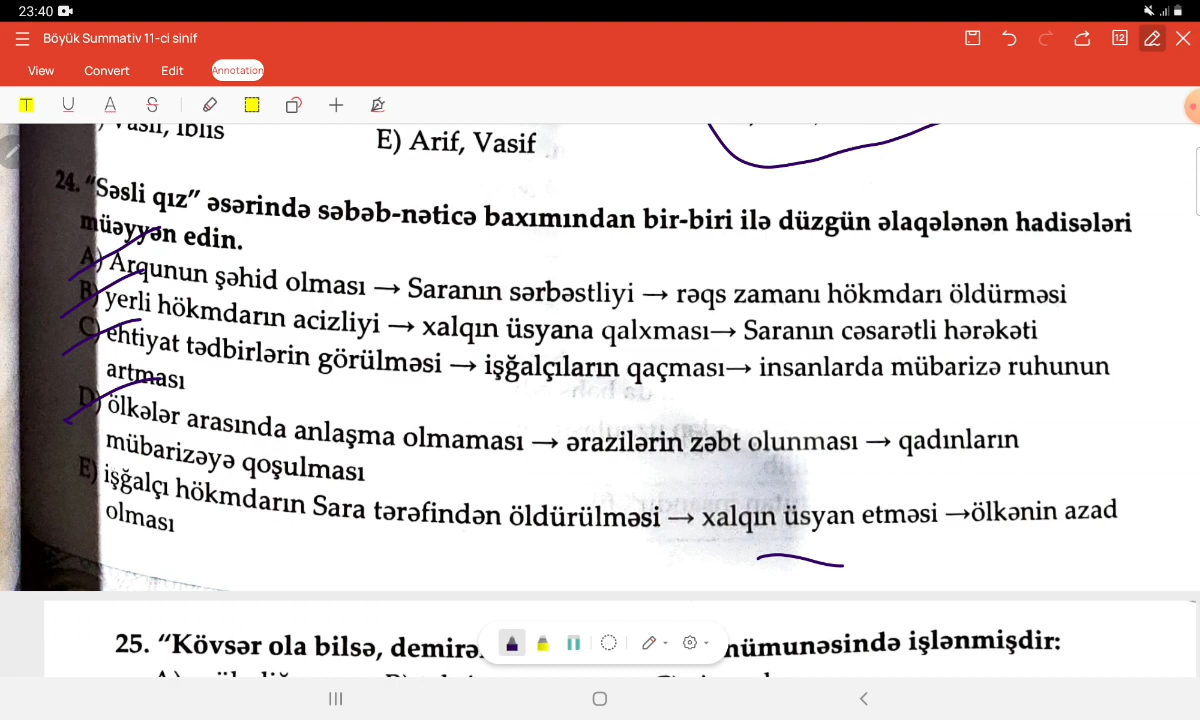 23:40
Böyük Summativ 11-ci sinif
12
View Convert Edit Annotation
T U A S
) Vasif, İblis
E) Arif, Vasif
24. “Səsli qız” əsərində səbəb-nəticə baxımından bir-biri ilə düzgün əlaqələnən hadisələri
müəyyən edin.
A) Arqunun şəhid olması → Saranın sərbəstliyi → rəqs zamanı hökmdarı öldürməsi
B) yerli hökmdarın acizliyi → xalqın üsyana qalxması→ Saranın cəsarətli hərəkəti
C) ehtiyat tədbirlərin görülməsi → işğalçıların qaçması→ insanlarda mübarizə ruhunun
artması
D) ölkələr arasında anlaşma olmaması → ərazilərin zəbt olunması → qadınların
mübarizəyə qoşulması
E) işğalçı hökmdarın Sara tərəfindən öldürülməsi → xalqın üsyan etməsi →ölkənin azad
olması
25. “Kövsər ola bilsə, demirə nümunəsində işlənmişdir: